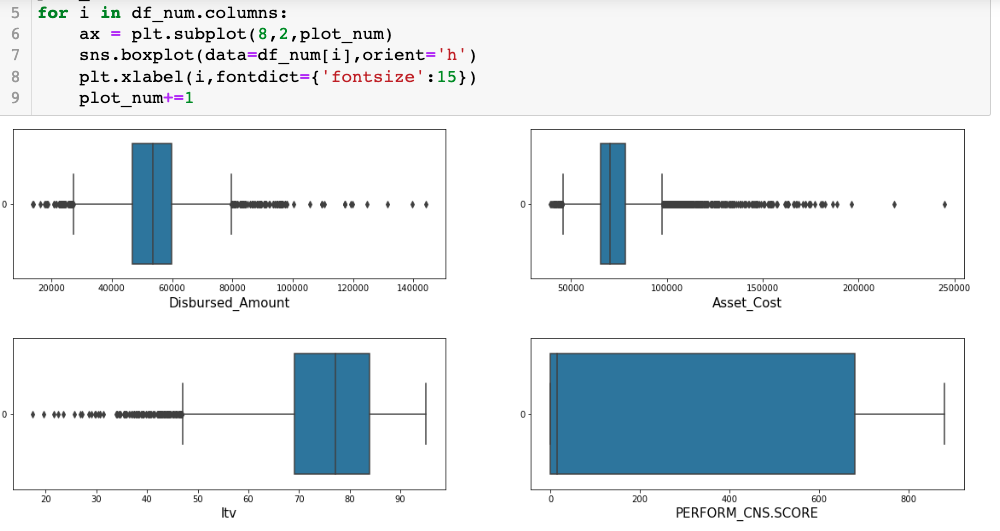 5 for i in df_num.columns:
6 ax = plt.subplot(8,2,plot_num)
7 sns.boxplot(data=df_num[i],orient='h')
8 plt.xlabel(i,fontdict={'fontsize':15})
9 plot_num+=1
0
20000 40000 60000 80000 100000 120000 140000
Disbursed_Amount
0
50000 100000 150000 200000 250000
Asset_Cost
0
20 30 40 50 60 70 80 90
ltv
0
0 200 400 600 800
PERFORM_CNS.SCORE